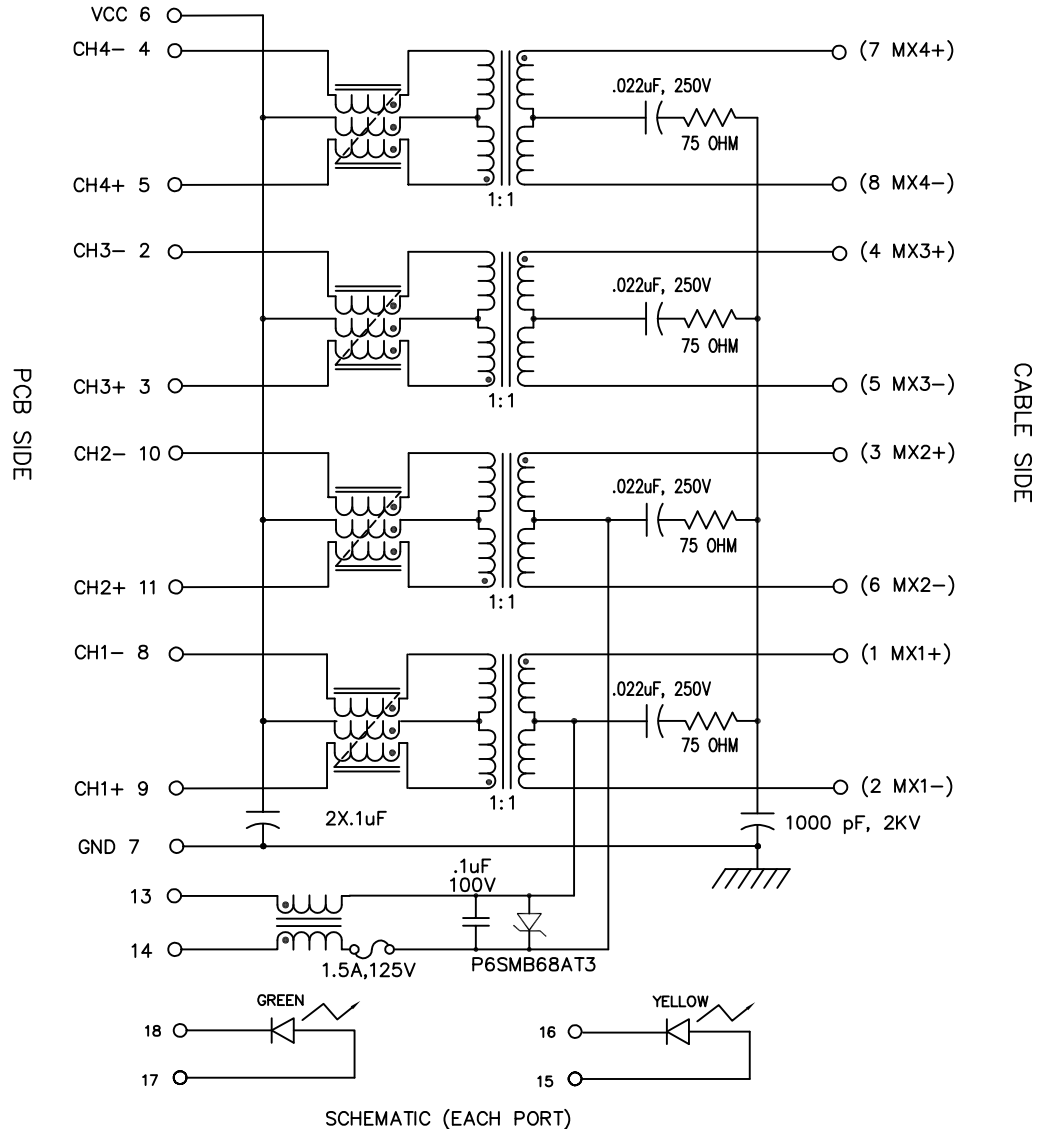 VCC 6
CH4- 4
(7 MX4+)
.022uF, 250V
75 OHM
CH4+ 5
(8 MX4-)
1:1
CH3- 2
(4 MX3+)
.022uF, 250V
75 OHM
CH3+ 3
(5 MX3-)
1:1
PCB SIDE
CABLE SIDE
CH2- 10
(3 MX2+)
.022uF, 250V
75 OHM
CH2+ 11
(6 MX2-)
1:1
CH1- 8
(1 MX1+)
.022uF, 250V
75 OHM
CH1+ 9
(2 MX1-)
1:1
2X.1uF
1000 pF, 2KV
GND 7
13
.1uF
100V
14
1.5A,125V
P6SMB68AT3
GREEN
18
17
YELLOW
16
15
SCHEMATIC (EACH PORT)